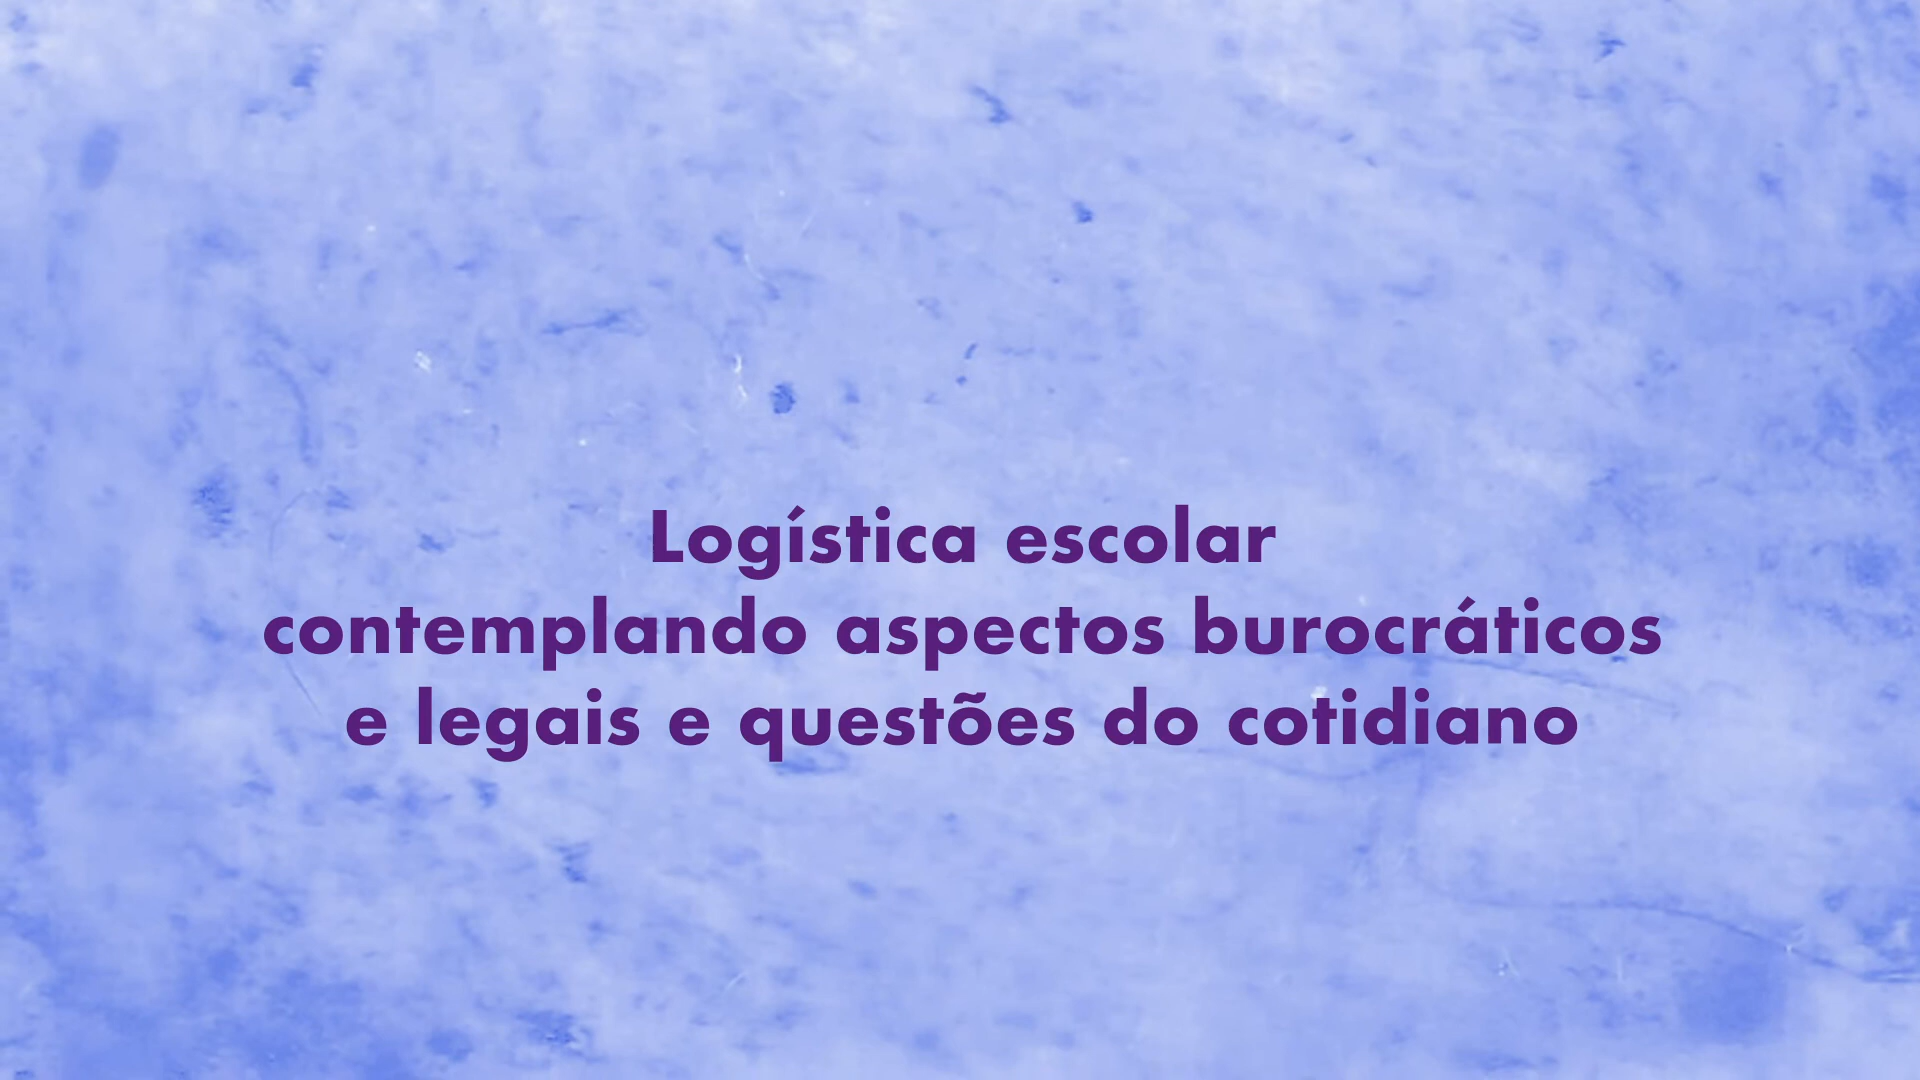 Logística escolar
contemplando aspectos burocráticos
e legais e questões do cotidiano